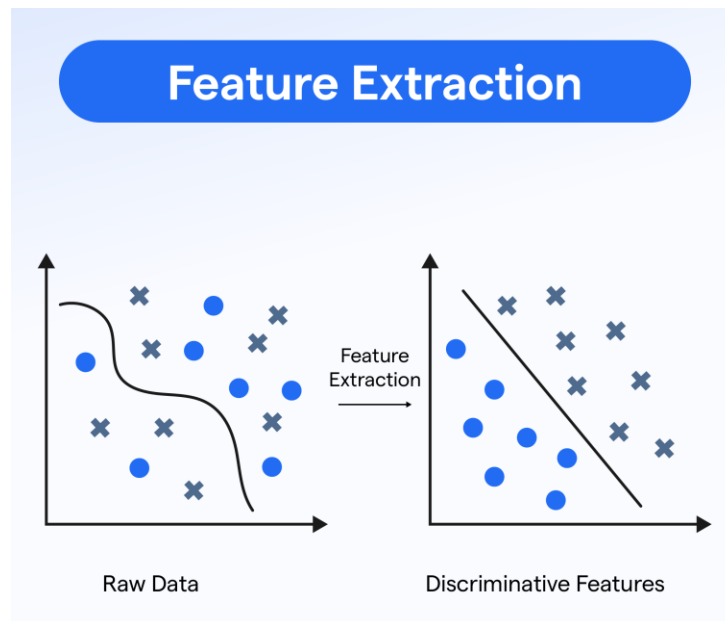 Feature Extraction
Feature
Extraction
Raw Data
Discriminative Features